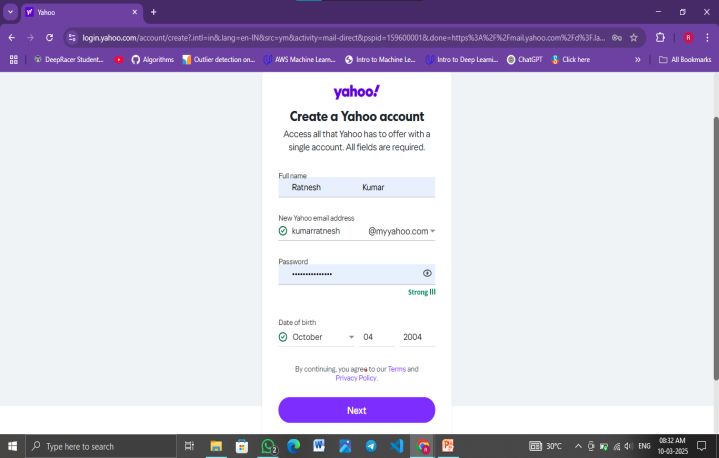 Yahoo
login.yahoo.com/account/create?.intl=in&.lang=en-IN&src=ym&activity=mail-direct&pspid=159600001&.done=https%3A%2F%2Fmail.yahoo.com%2Fd%3F.la...
DeepRacer Student... Algorithms Outlier detection on... AWS Machine Learn... Intro to Machine Le... Intro to Deep Learni... ChatGPT Click here » All Bookmarks
yahoo!
Create a Yahoo account
Access all that Yahoo has to offer with a
single account. All fields are required.
Full name
Ratnesh Kumar
New Yahoo email address
kumarratnesh @myyahoo.com
Password
•••••••••••••••
Strong
Date of birth
October 04 2004
By continuing, you agree to our Terms and
Privacy Policy.
Next
Type here to search
2
30°C ENG
08:32 AM
10-03-2025